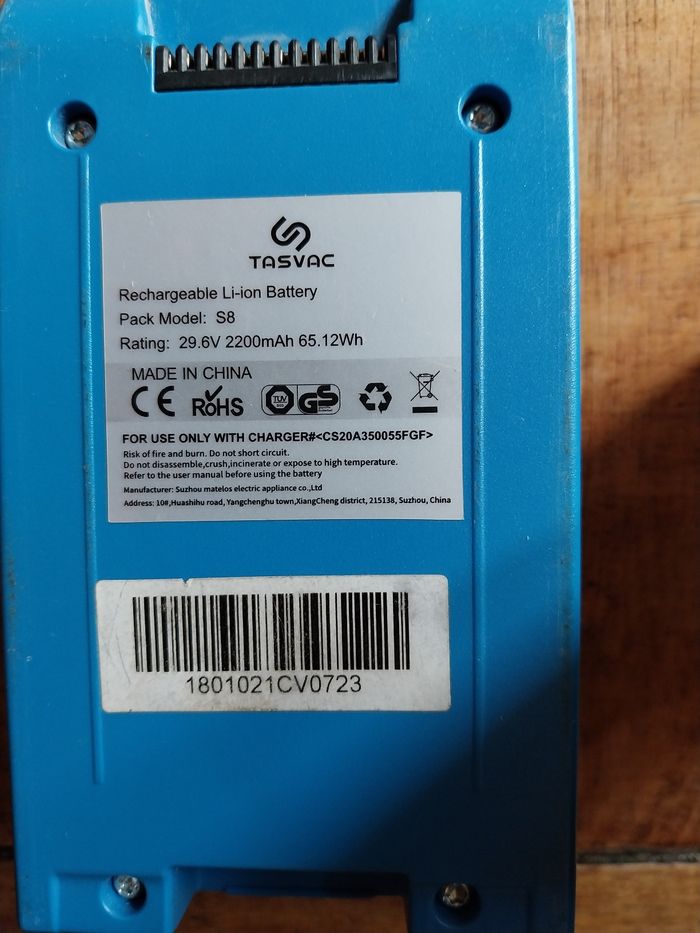 TASVAC
Rechargeable Li-ion Battery
Pack Model: S8
Rating: 29.6V 2200mAh 65.12Wh
MADE IN CHINA
CE RoHS TUV GS
FOR USE ONLY WITH CHARGER#<CS20A350055FGF>
Risk of fire and burn. Do not short circuit.
Do not disassemble,crush,incinerate or expose to high temperature.
Refer to the user manual before using the battery
Manufacturer: Suzhou matelos electric appliance co.,Ltd
Address: 10#,Huashihu road, Yangchenghu town,XiangCheng district, 215138, Suzhou, China
1801021CV0723